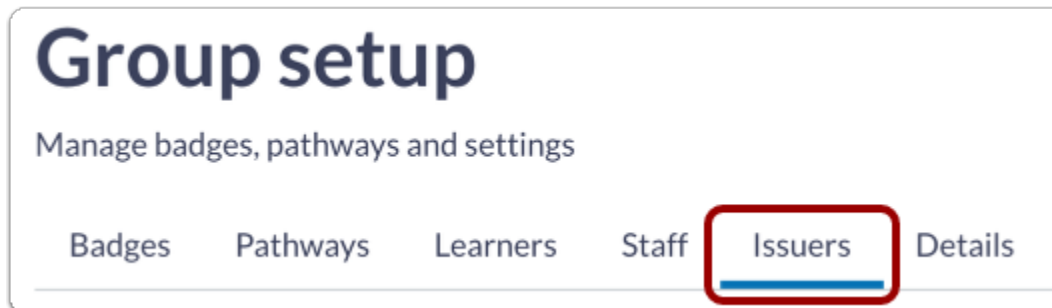 Group setup
Manage badges, pathways and settings
Badges Pathways Learners Staff Issuers Details